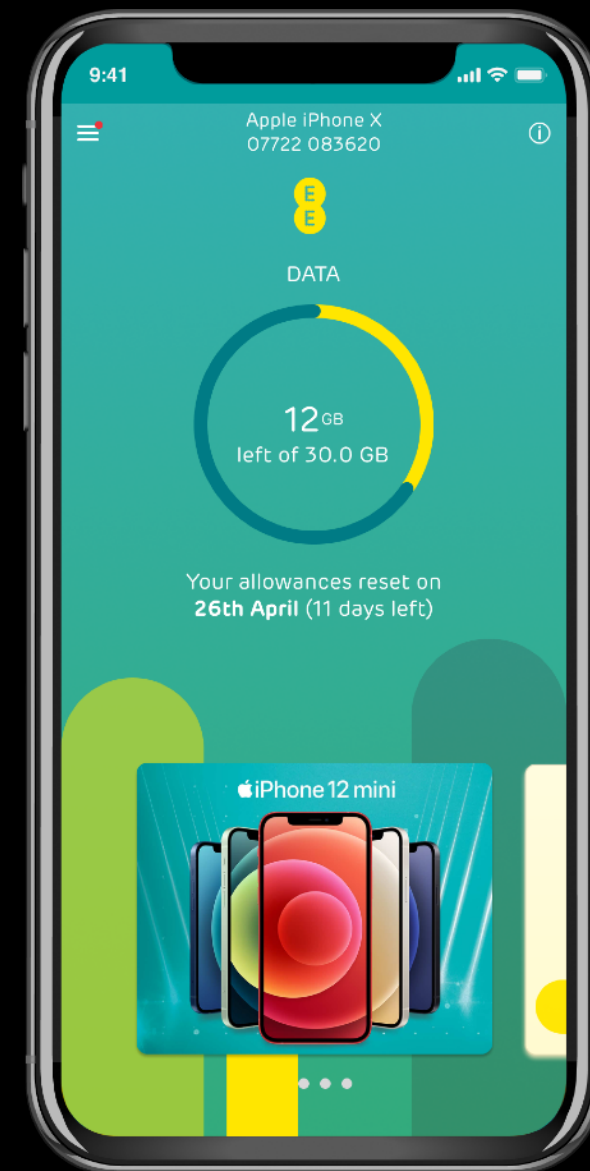 9:41
Apple iPhone X
07722 083620
E
E
DATA
12GB
left of 30.0 GB
Your allowances reset on
26th April (11 days left)
iPhone 12 mini